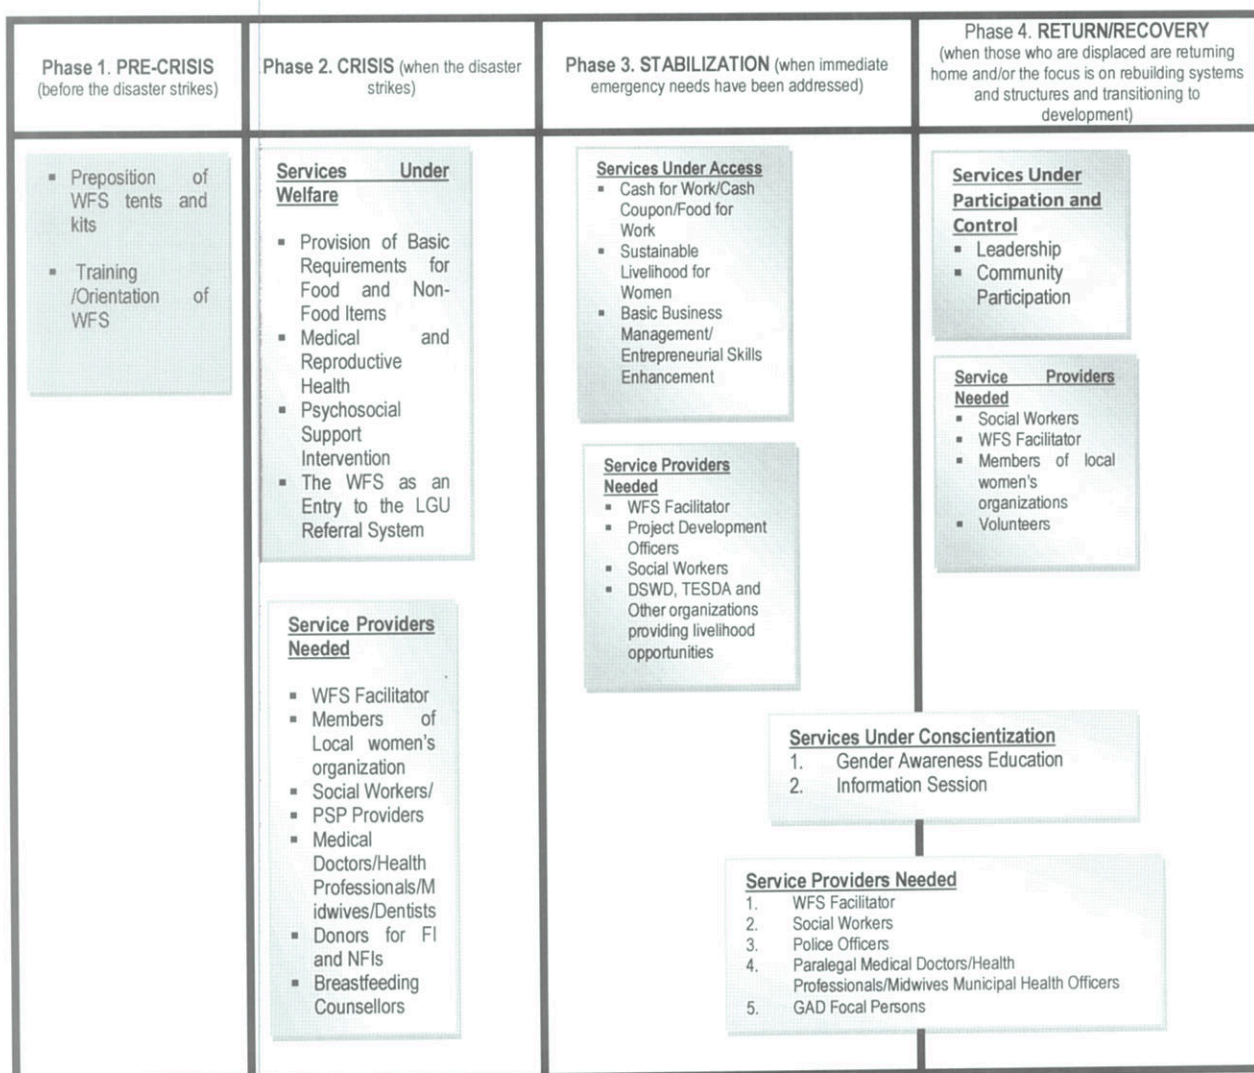 Phase 1. PRE-CRISIS
(before the disaster strikes)
Phase 2. CRISIS (when the disaster
strikes)
Phase 3. STABILIZATION (when immediate
emergency needs have been addressed)
Phase 4. RETURN/RECOVERY
(when those who are displaced are returning
home and/or the focus is on rebuilding systems
and structures and transitioning to
development)
▪ Preposition of
WFS tents and
kits
▪ Training
/Orientation of
WFS
Services Under
Welfare
▪ Provision of Basic
Requirements for
Food and Non-
Food Items
▪ Medical and
Reproductive
Health
▪ Psychosocial
Support
Intervention
▪ The WFS as an
Entry to the LGU
Referral System
Service Providers
Needed
▪ WFS Facilitator
▪ Members of
Local women's
organization
▪ Social Workers/
▪ PSP Providers
▪ Medical
Doctors/Health
Professionals/M
idwives/Dentists
▪ Donors for FI
and NFIs
▪ Breastfeeding
Counsellors
Services Under Access
▪ Cash for Work/Cash
Coupon/Food for
Work
▪ Sustainable
Livelihood for
Women
▪ Basic Business
Management/
Entrepreneurial Skills
Enhancement
Service Providers
Needed
▪ WFS Facilitator
▪ Project Development
Officers
▪ Social Workers
▪ DSWD, TESDA and
Other organizations
providing livelihood
opportunities
Services Under
Participation and
Control
▪ Leadership
▪ Community
Participation
Service Providers
Needed
▪ Social Workers
▪ WFS Facilitator
▪ Members of local
women's
organizations
▪ Volunteers
Services Under Conscientization
1. Gender Awareness Education
2. Information Session
Service Providers Needed
1. WFS Facilitator
2. Social Workers
3. Police Officers
4. Paralegal Medical Doctors/Health
Professionals/Midwives Municipal Health Officers
5. GAD Focal Persons